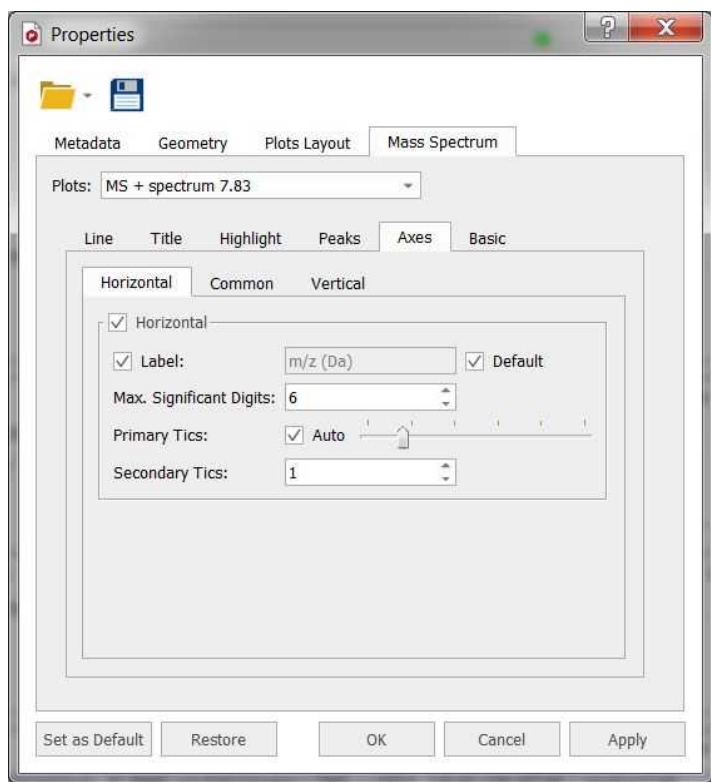 Properties
Metadata Geometry Plots Layout Mass Spectrum
Plots: MS + spectrum 7.83
Line Title Highlight Peaks Axes Basic
Horizontal Common Vertical
Horizontal
Label: m/z (Da) Default
Max. Significant Digits: 6
Primary Tics: Auto
Secondary Tics: 1
Set as Default Restore OK Cancel Apply